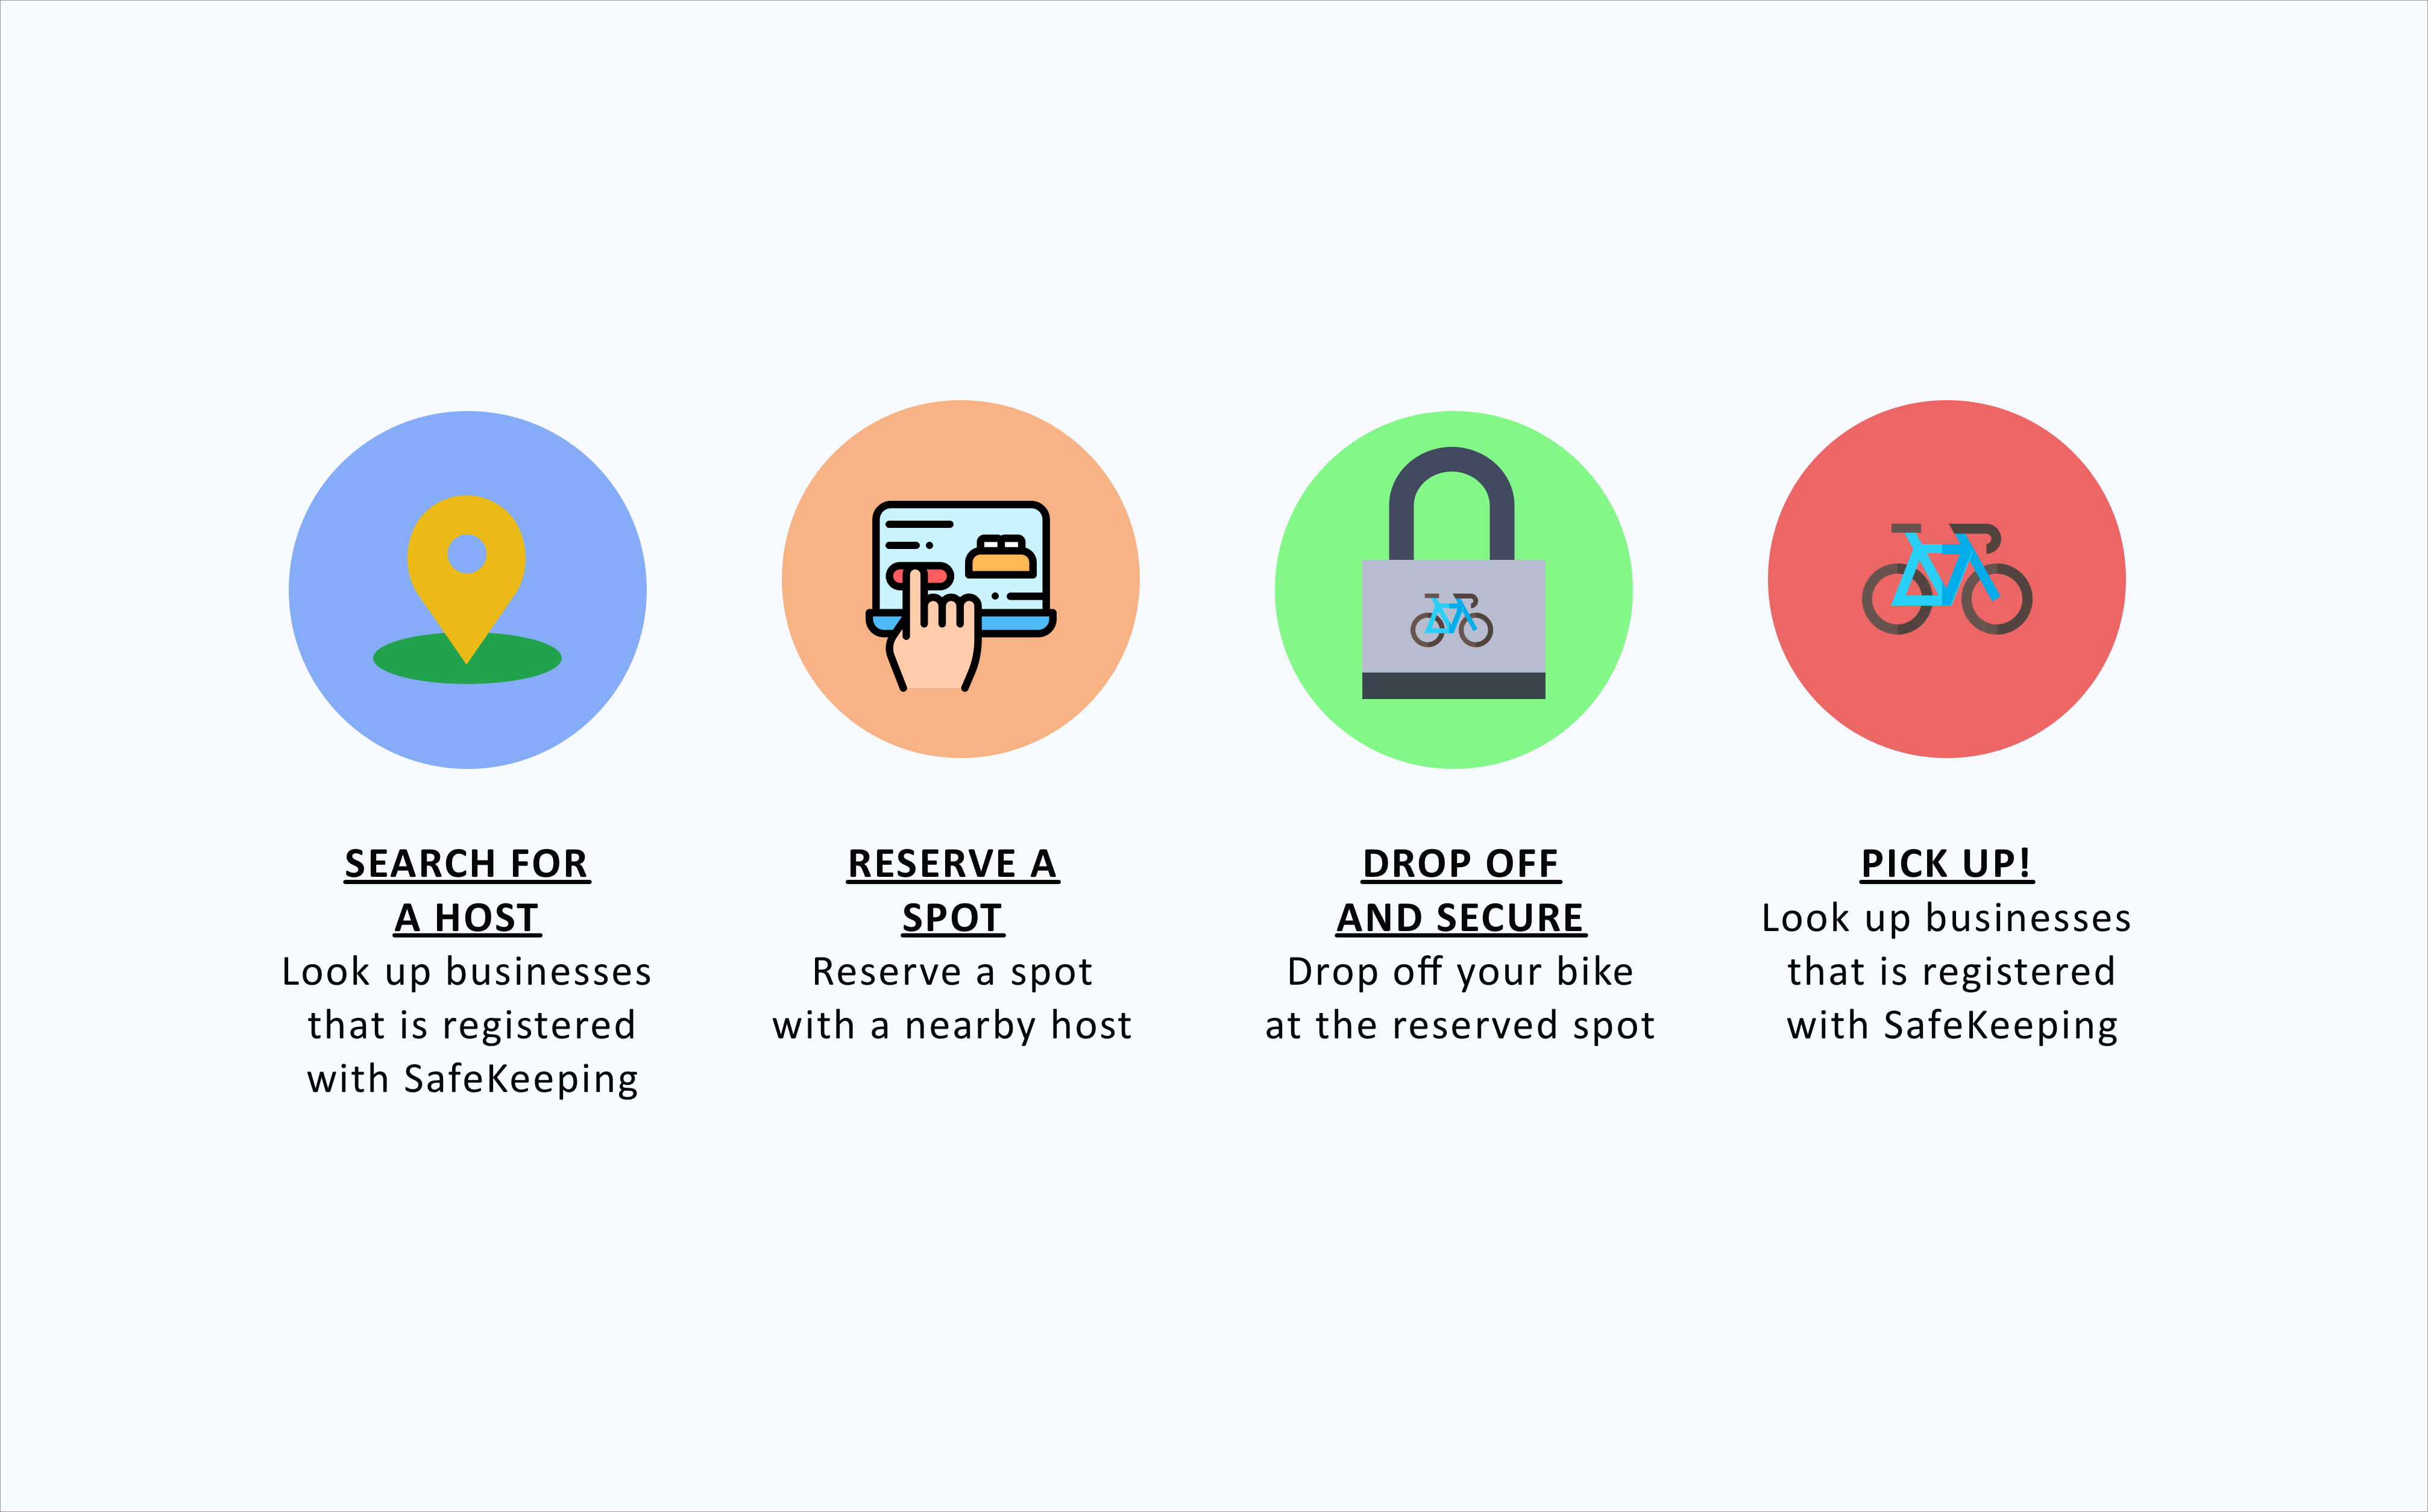 SEARCH FOR
A HOST
Look up businesses
that is registered
with SafeKeeping
RESERVE A
SPOT
Reserve a spot
with a nearby host
DROP OFF
AND SECURE
Drop off your bike
at the reserved spot
PICK UP!
Look up businesses
that is registered
with SafeKeeping